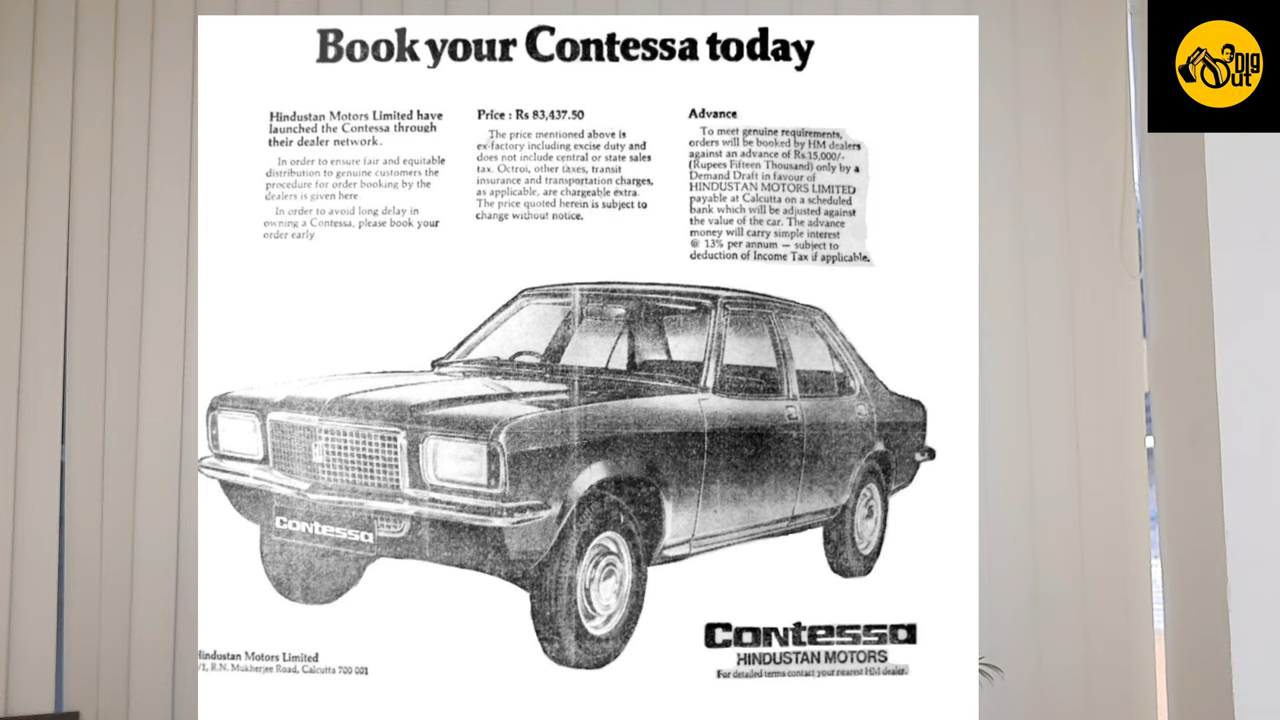 Book your Contessa today
Hindustan Motors Limited have
launched the Contessa through
their dealer network.
In order to ensure fair and equitable
distribution to genuine customers the
procedure for order booking by the
dealers is given here
In order to avoid long delay in
owning a Contessa, please book your
order early
Price : Rs 83,437.50
The price mentioned above is
ex-factory including excise duty and
does not include central or state sales
tax. Octroi, other taxes, transit
insurance and transportation charges,
as applicable, are chargeable extra.
The price quoted herein is subject to
change without notice.
Advance
To meet genuine requirements,
orders will be booked by HM dealers
against an advance of Rs.15,000/-
(Rupees Fifteen Thousand) only by a
Demand Draft in favour of
HINDUSTAN MOTORS LIMITED
payable at Calcutta on a scheduled
bank which will be adjusted against
the value of the car. The advance
money will carry simple interest
@ 13% per annum — subject to
deduction of Income Tax if applicable.
Contessa
Hindustan Motors Limited
/1, R.N. Mukherjee Road, Calcutta 700 001
Contessa
HINDUSTAN MOTORS
For detailed terms contact your nearest HM dealer.
Dig
Out